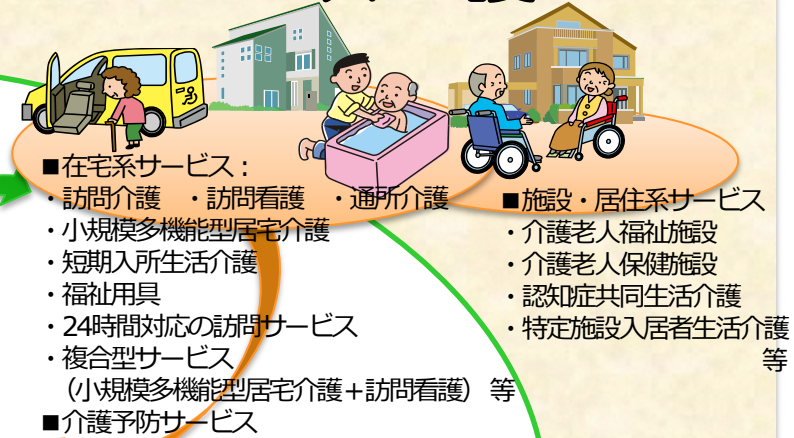 ■在宅系サービス：
・訪問介護　・訪問看護　・通所介護
・小規模多機能型居宅介護
・短期入所生活介護
・福祉用具
・24時間対応の訪問サービス
・複合型サービス
（小規模多機能型居宅介護＋訪問看護）　等
■介護予防サービス
■施設・居住系サービス
・介護老人福祉施設
・介護老人保健施設
・認知症共同生活介護
・特定施設入居者生活介護
等